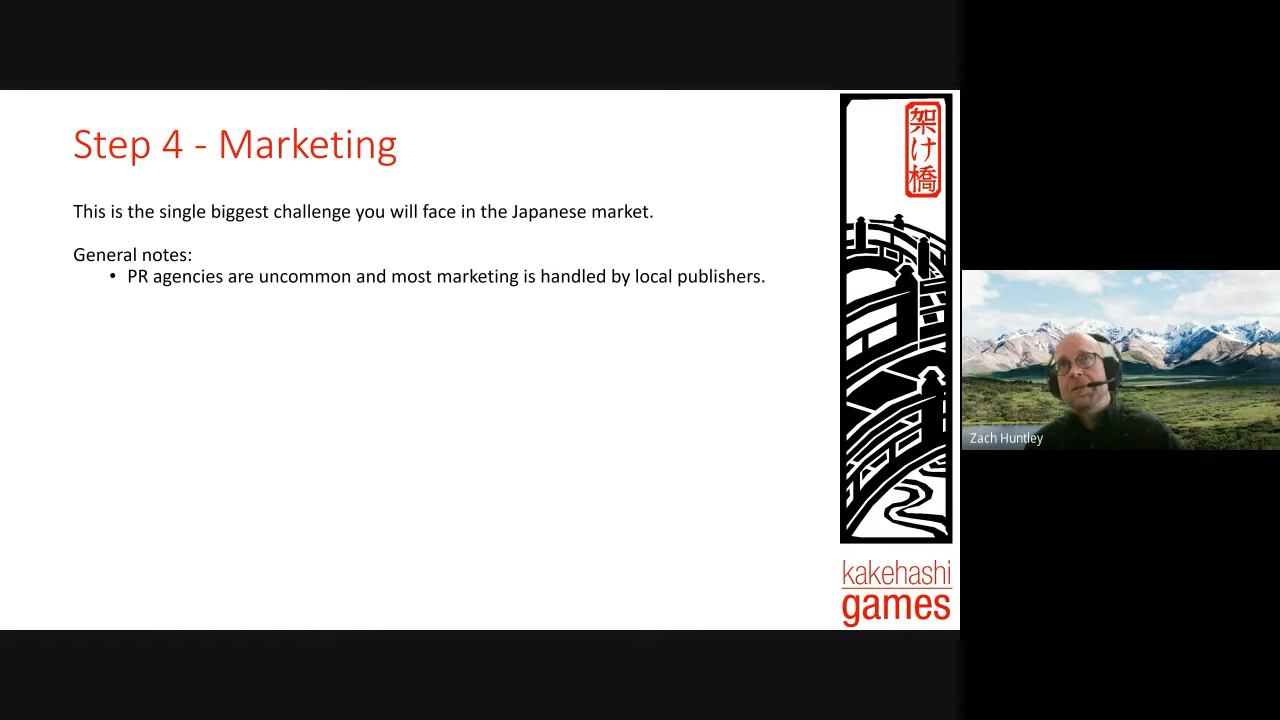 Step 4 - Marketing
This is the single biggest challenge you will face in the Japanese market.
General notes:
• PR agencies are uncommon and most marketing is handled by local publishers.
架け橋
kakehashi
games
Zach Huntley